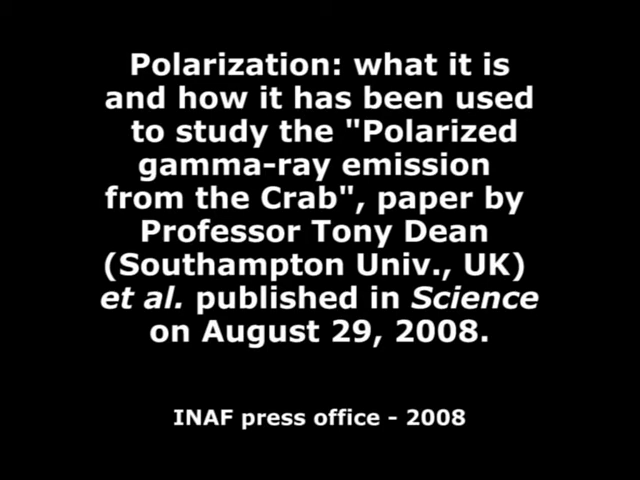 Polarization: what it is
and how it has been used
to study the "Polarized
gamma-ray emission
from the Crab", paper by
Professor Tony Dean
(Southampton Univ., UK)
et al. published in Science
on August 29, 2008.
INAF press office - 2008